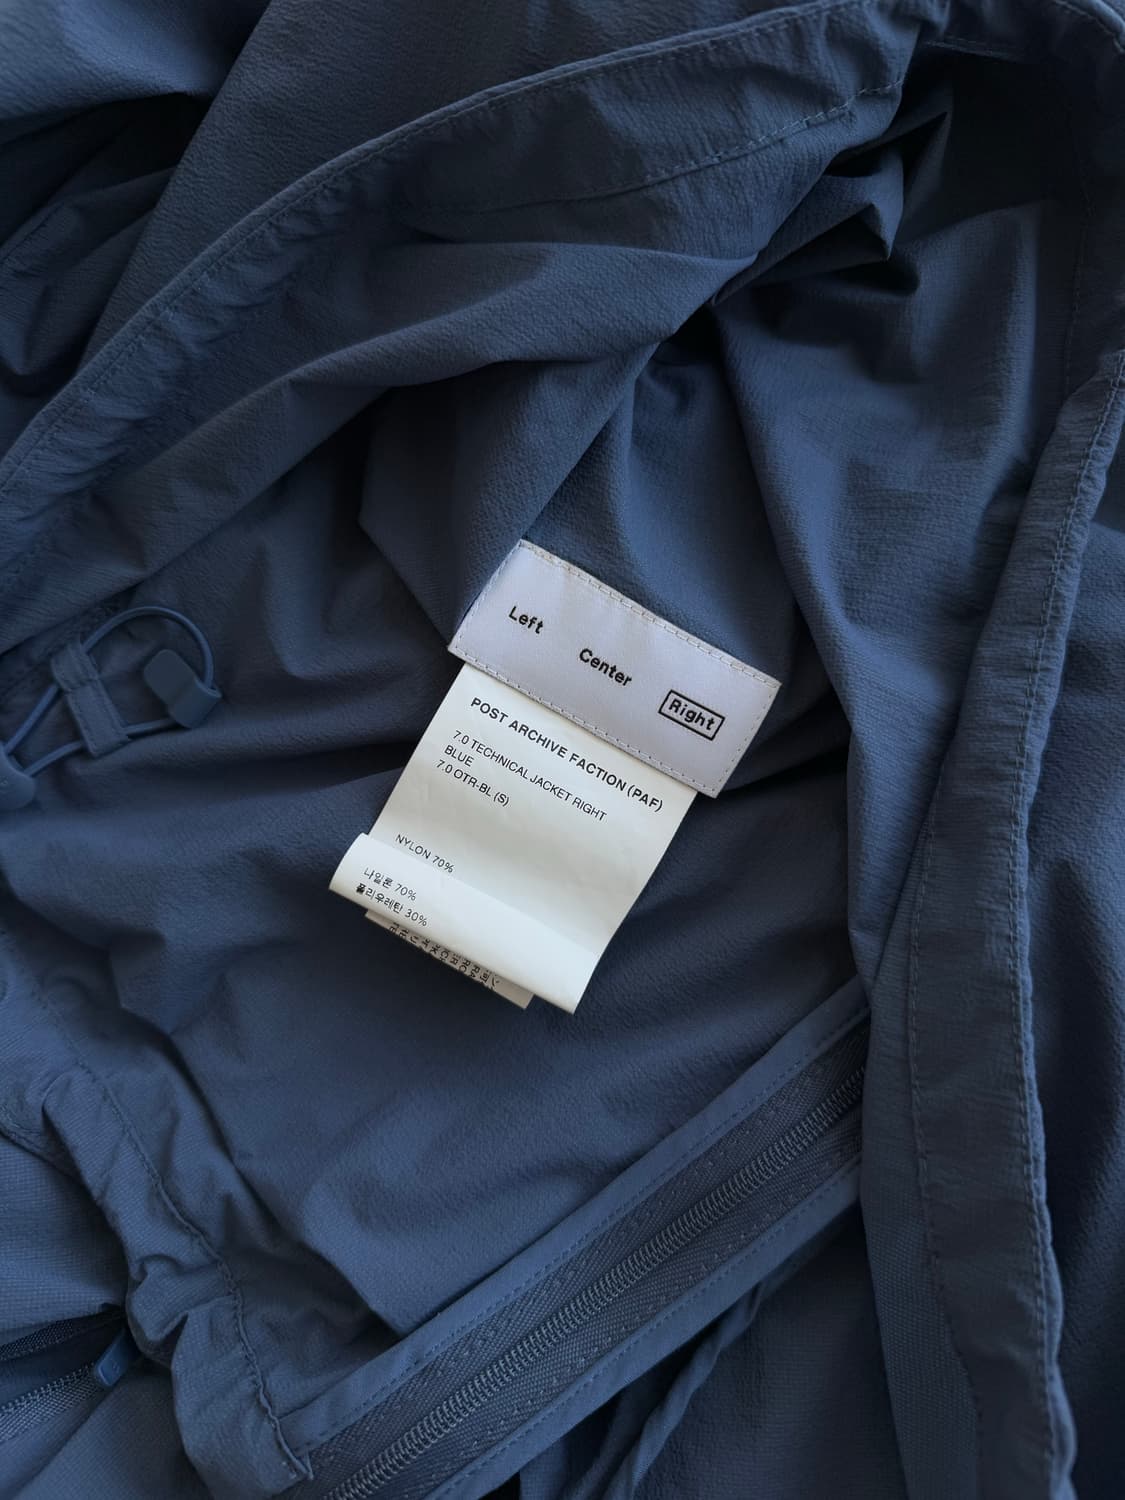 Left
Center
Right
POST ARCHIVE FACTION (PAF)
7.0 TECHNICAL JACKET RIGHT
BLUE
7.0 OTR-BL (S)
NYLON 70%
나일론 70%
폴리우레탄 30%